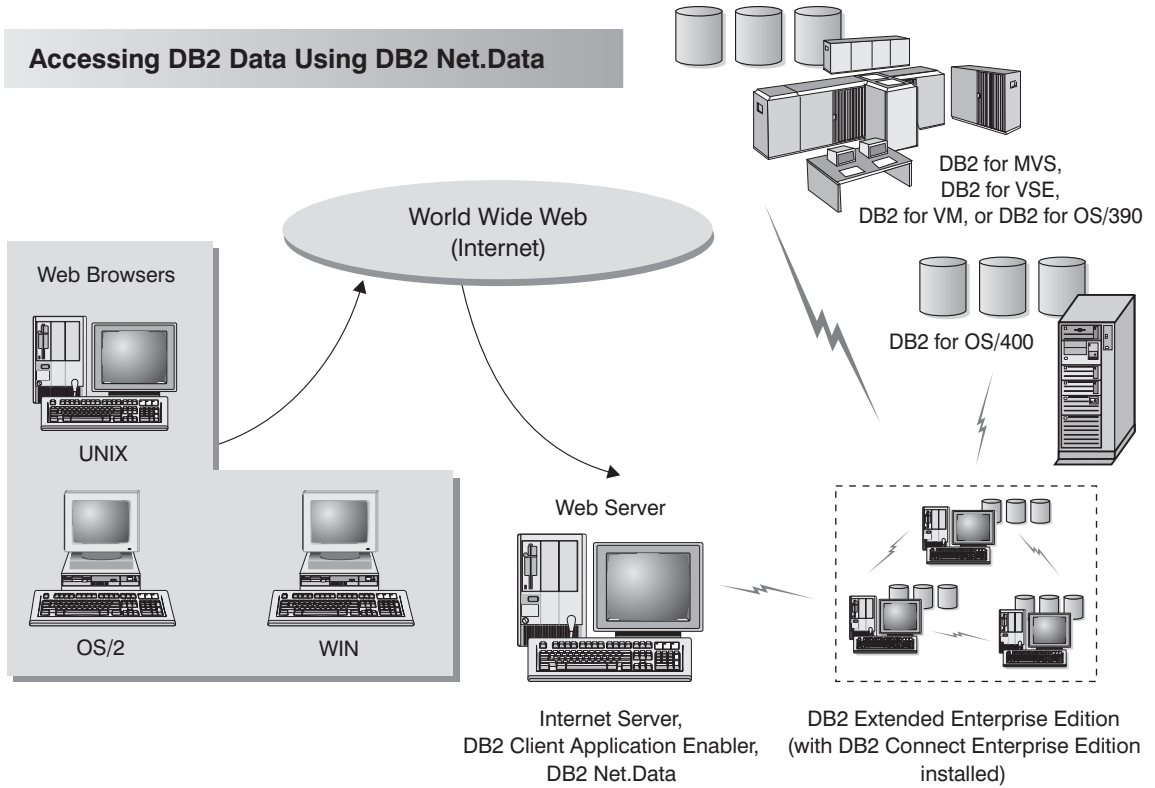 Accessing DB2 Data Using DB2 Net.Data
DB2 for MVS,
DB2 for VSE,
DB2 for VM, or DB2 for OS/390
World Wide Web
(Internet)
Web Browsers
DB2 for OS/400
UNIX
Web Server
OS/2
WIN
Internet Server,
DB2 Client Application Enabler,
DB2 Net.Data
DB2 Extended Enterprise Edition
(with DB2 Connect Enterprise Edition
installed)